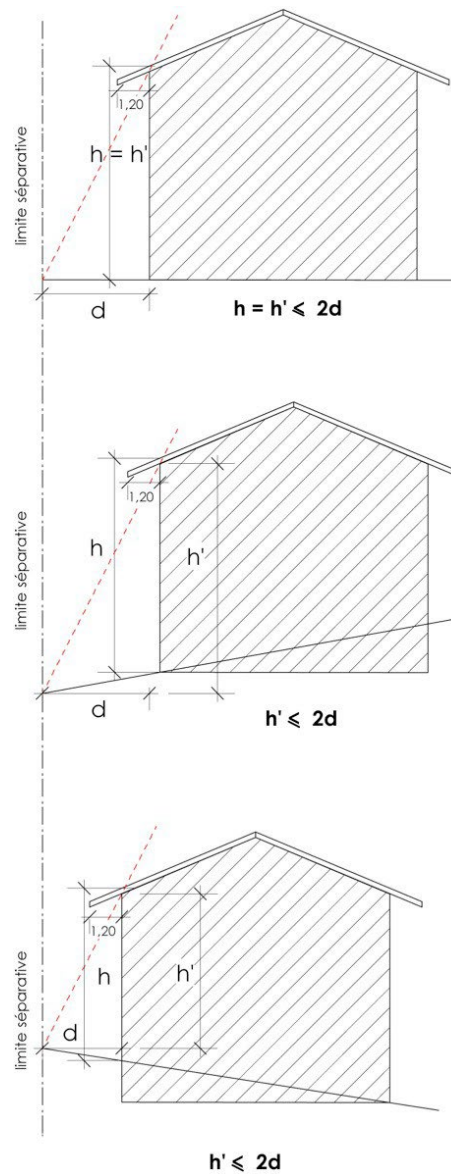 limite séparative
1,20
h = h'
d
h = h' ⩽ 2d
limite séparative
1,20
h
h'
d
h' ⩽ 2d
limite séparative
1,20
h
h'
d
h' ⩽ 2d